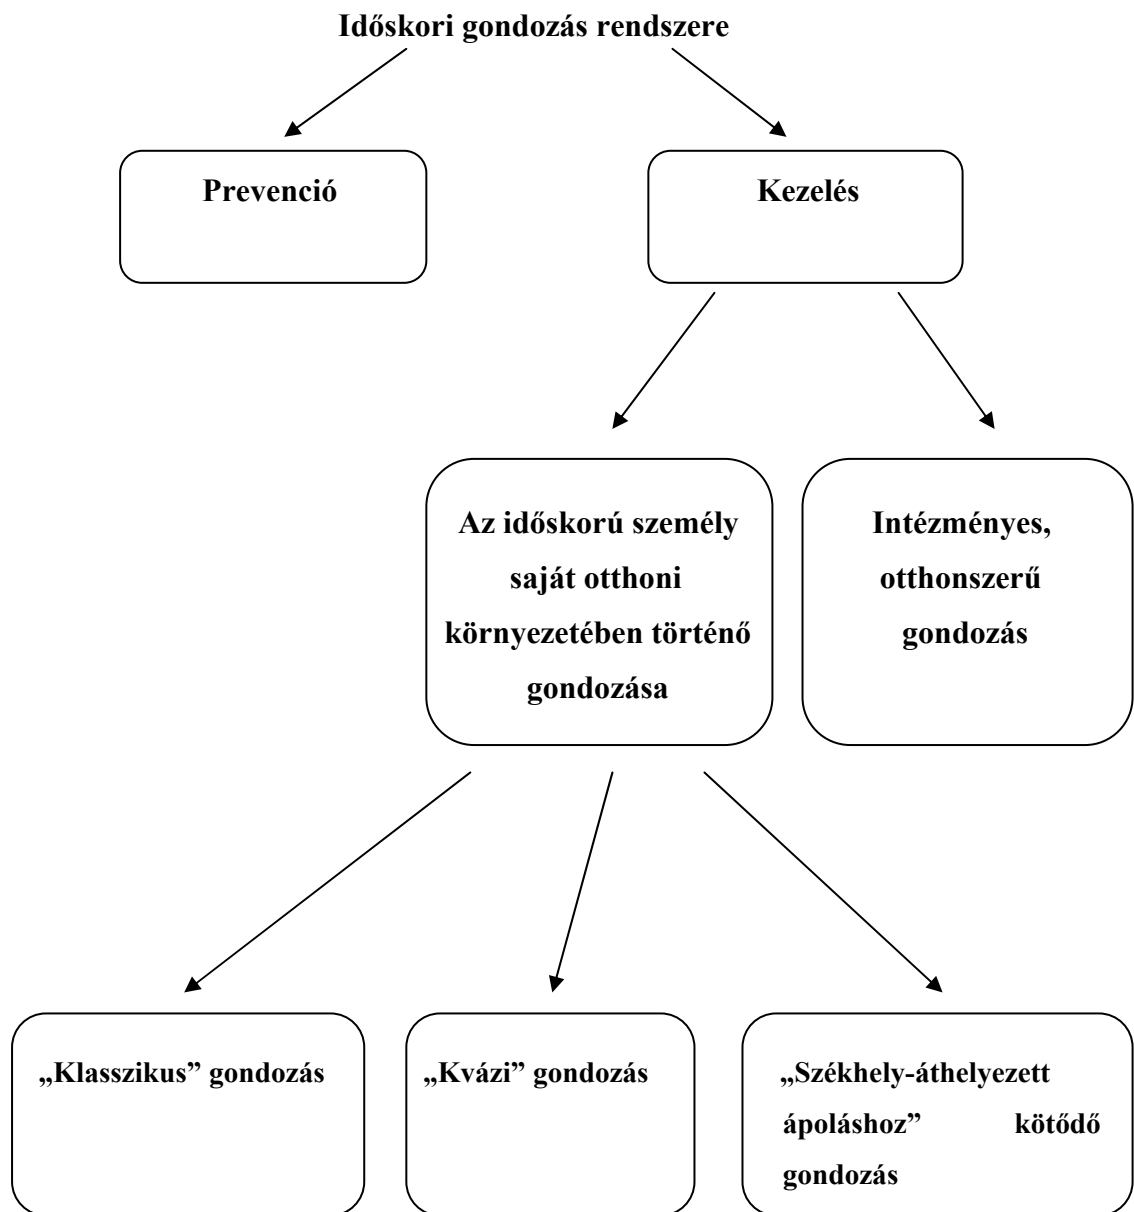 Időskori gondozás rendszere
Prevenció
Kezelés
Az időskorú személy
saját otthoni
környezetében történő
gondozása
Intézményes,
otthonszerű
gondozás
„Klasszikus” gondozás
„Kvázi” gondozás
„Székhely-áthelyezett
ápoláshoz” kötődő
gondozás